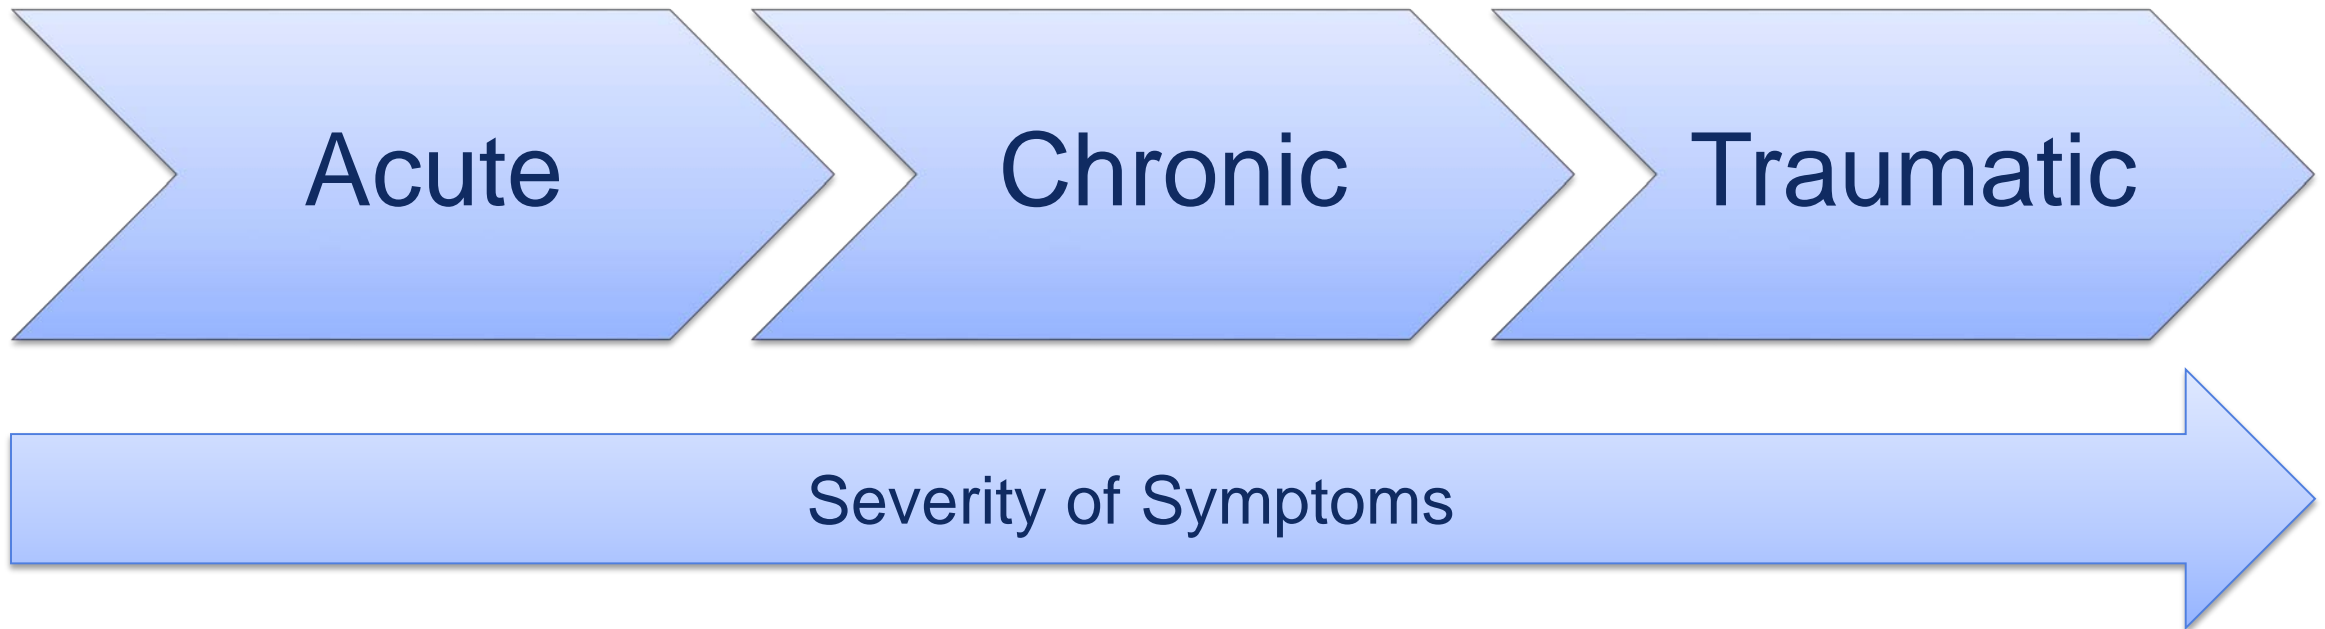 Acute
Chronic
Traumatic
Severity of Symptoms